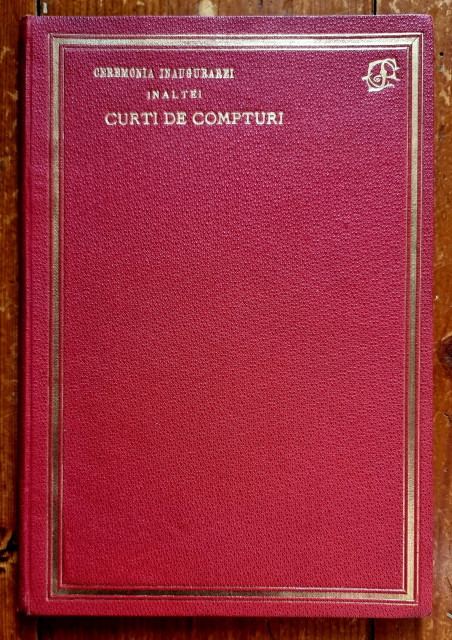 CEREMONIA INAUGURAREI
INALTEI
CURTI DE COMPTURI